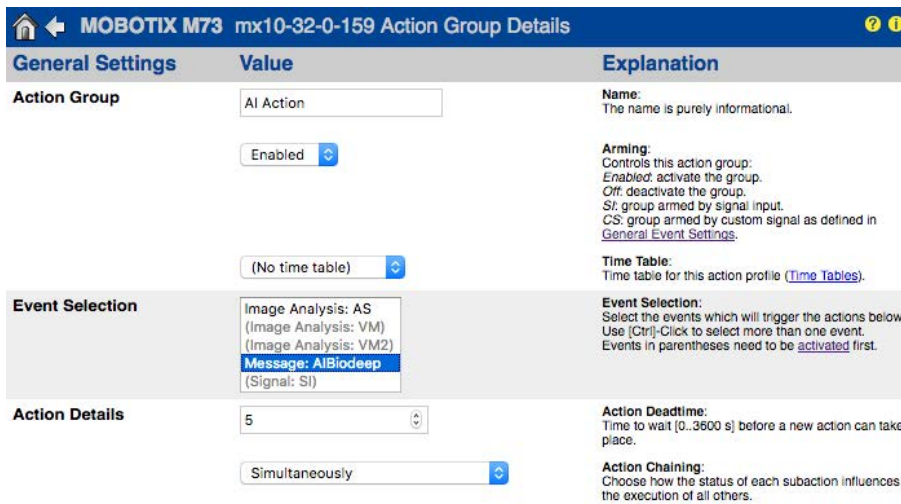 MOBOTIX M73 mx10-32-0-159 Action Group Details
General Settings Value Explanation
Action Group
AI Action
Name:
The name is purely informational.
Enabled
Arming:
Controls this action group:
Enabled: activate the group.
Off: deactivate the group.
SI: group armed by signal input.
CS: group armed by custom signal as defined in
General Event Settings.
(No time table)
Time Table:
Time table for this action profile (Time Tables).
Event Selection
Image Analysis: AS
(Image Analysis: VM)
(Image Analysis: VM2)
Message: AIBiodeep
(Signal: SI)
Event Selection:
Select the events which will trigger the actions below
Use [Ctrl]-Click to select more than one event.
Events in parentheses need to be activated first.
Action Details
5
Action Deadtime:
Time to wait [0..3600 s] before a new action can take
place.
Simultaneously
Action Chaining:
Choose how the status of each subaction influences
the execution of all others.